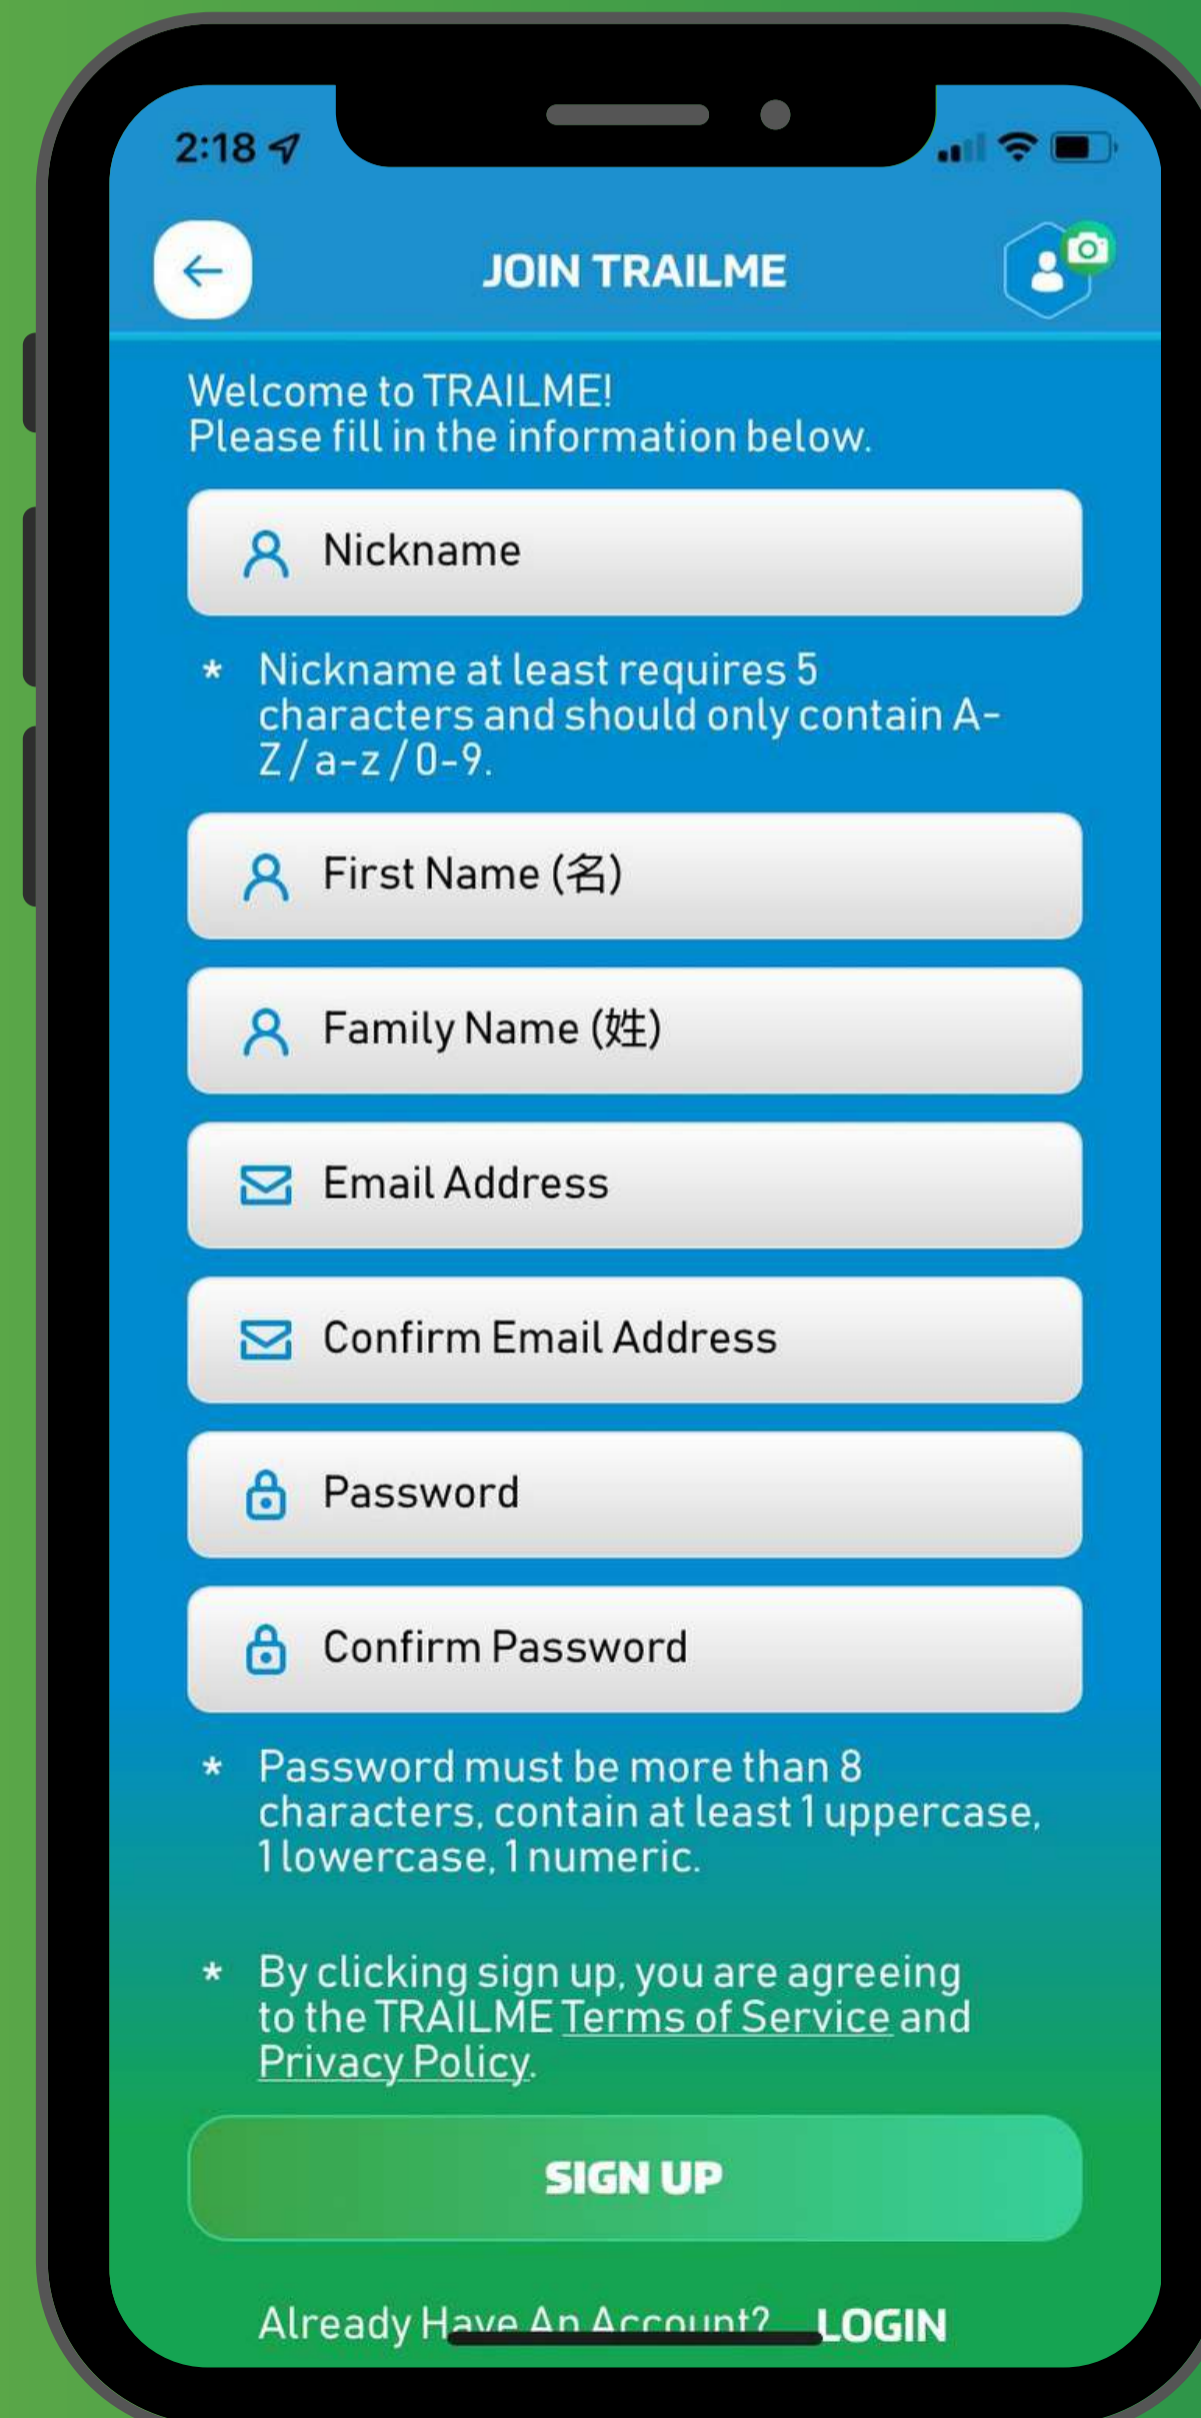 2:18
JOIN TRAILME
Welcome to TRAILME!
Please fill in the information below.
Nickname
* Nickname at least requires 5
characters and should only contain A-
Z / a-z / 0-9.
First Name (名)
Family Name (姓)
Email Address
Confirm Email Address
Password
Confirm Password
* Password must be more than 8
characters, contain at least 1 uppercase,
1 lowercase, 1 numeric.
* By clicking sign up, you are agreeing
to the TRAILME Terms of Service and
Privacy Policy.
SIGN UP
Already Have An Account? LOGIN